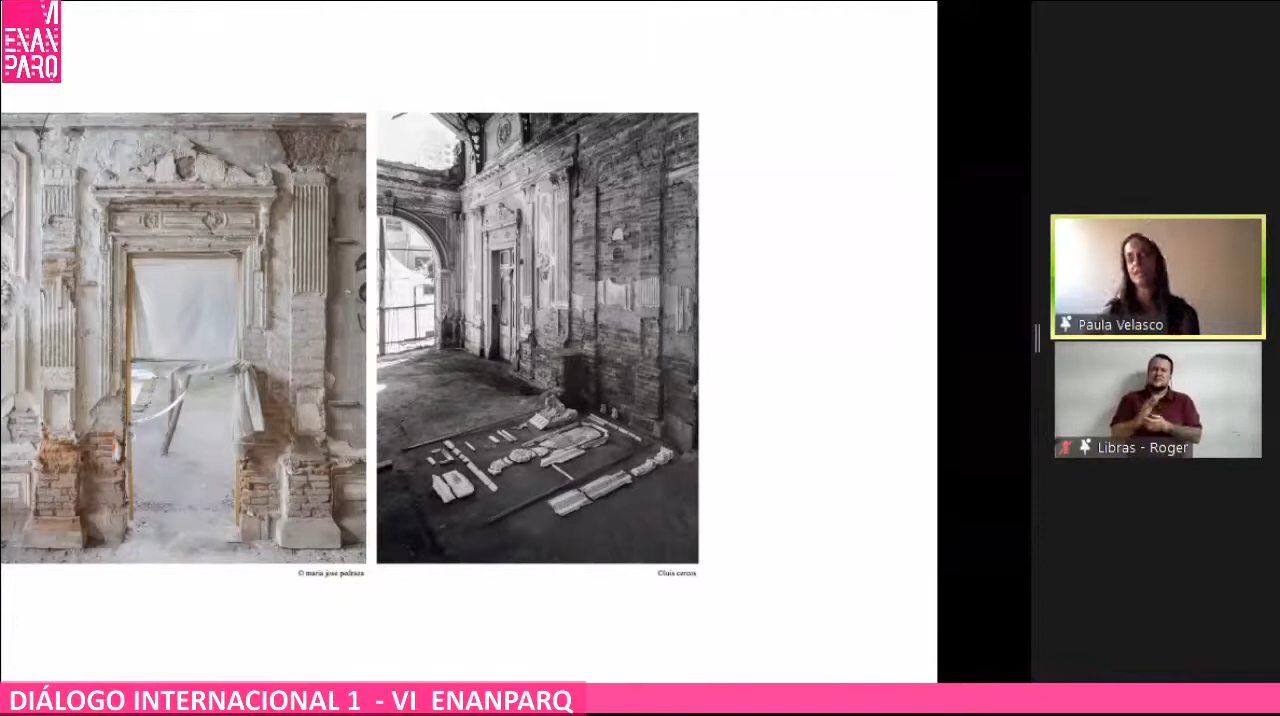 VI
ENAN
PARQ
© maria jose pedraza
©luis cercos
Paula Velasco
Libras - Roger
DIÁLOGO INTERNACIONAL 1 - VI ENANPARQ